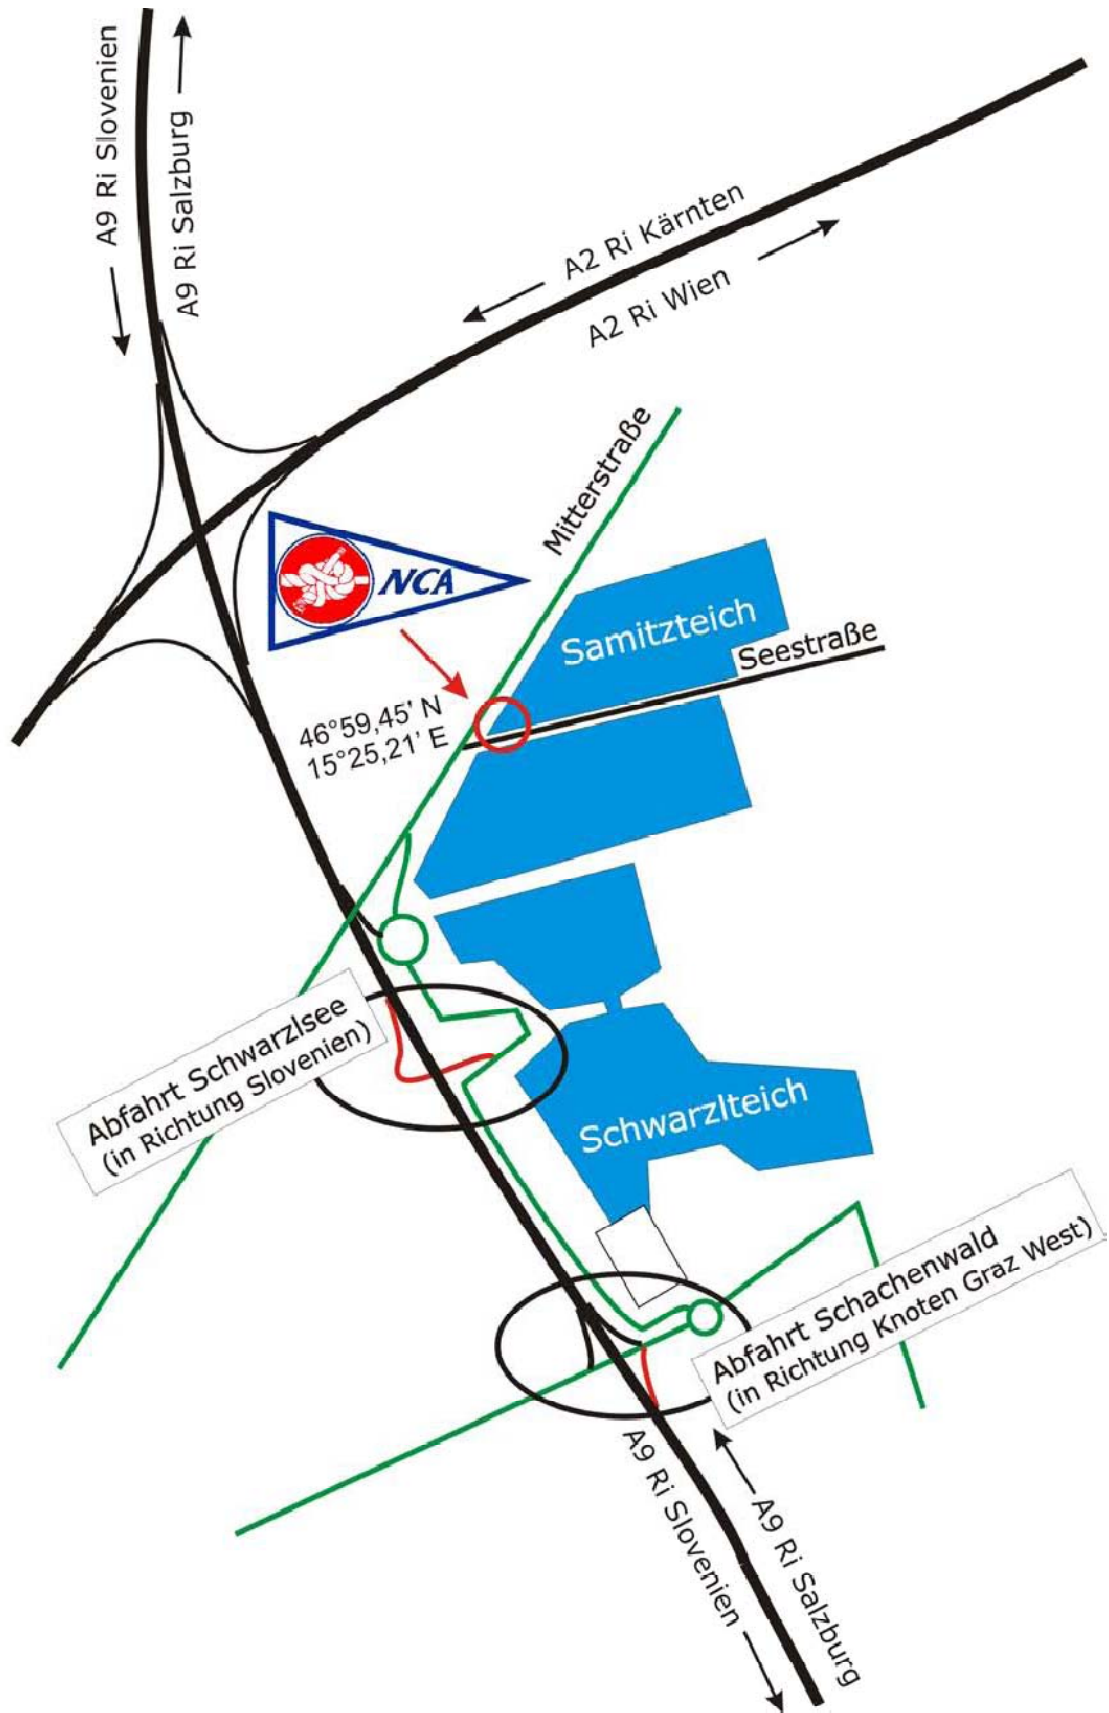 A9 Ri Slovenien
A9 Ri Salzburg
A2 Ri Kärnten
A2 Ri Wien
Mitterstraße
NCA
Samitzteich
Seestraße
46°59,45' N
15°25,21' E
Abfahrt Schwarzlsee
(in Richtung Slovenien)
Schwarzlteich
Abfahrt Schachenwald
(in Richtung Knoten Graz West)
A9 Ri Slovenien
A9 Ri Salzburg